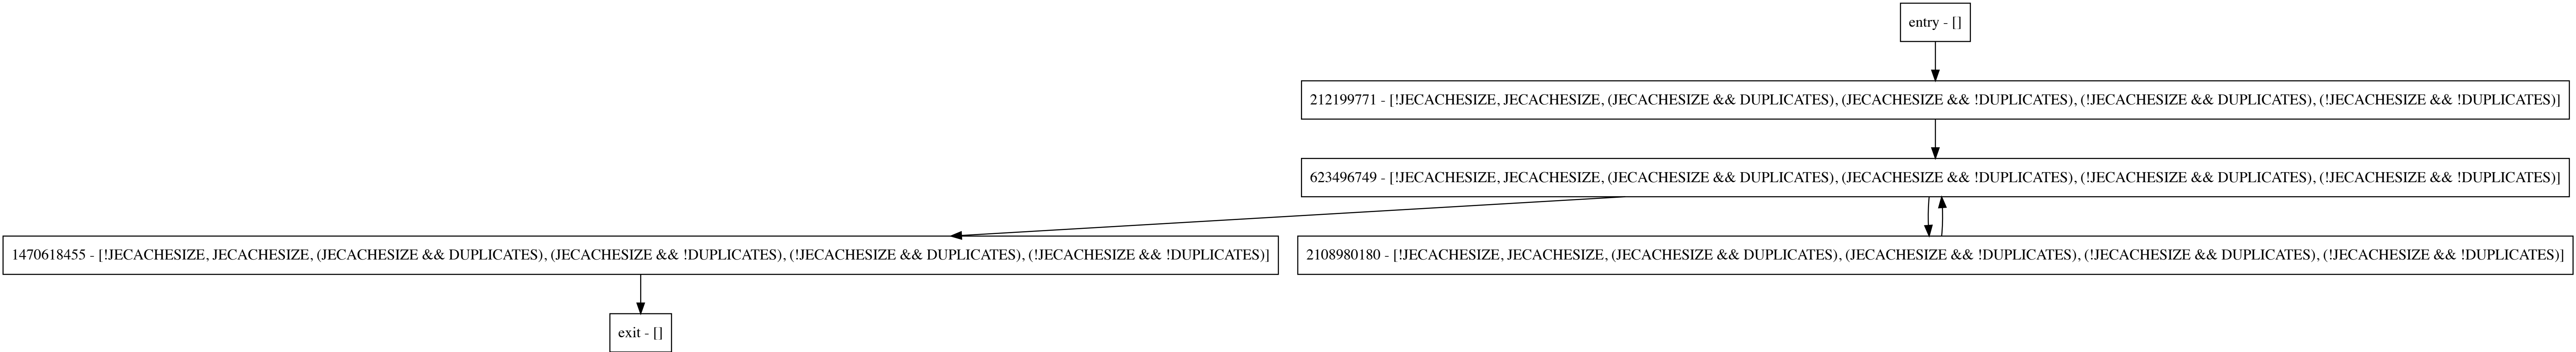 entry - []
212199771 - [!JECACHESIZE, JECACHESIZE, (JECACHESIZE && DUPLICATES), (JECACHESIZE && !DUPLICATES), (!JECACHESIZE && DUPLICATES), (!JECACHESIZE && !DUPLICATES)]
623496749 - [!JECACHESIZE, JECACHESIZE, (JECACHESIZE && DUPLICATES), (JECACHESIZE && !DUPLICATES), (!JECACHESIZE && DUPLICATES), (!JECACHESIZE && !DUPLICATES)]
1470618455 - [!JECACHESIZE, JECACHESIZE, (JECACHESIZE && DUPLICATES), (JECACHESIZE && !DUPLICATES), (!JECACHESIZE && DUPLICATES), (!JECACHESIZE && !DUPLICATES)]
2108980180 - [!JECACHESIZE, JECACHESIZE, (JECACHESIZE && DUPLICATES), (JECACHESIZE && !DUPLICATES), (!JECACHESIZE && DUPLICATES), (!JECACHESIZE && !DUPLICATES)]
exit - []